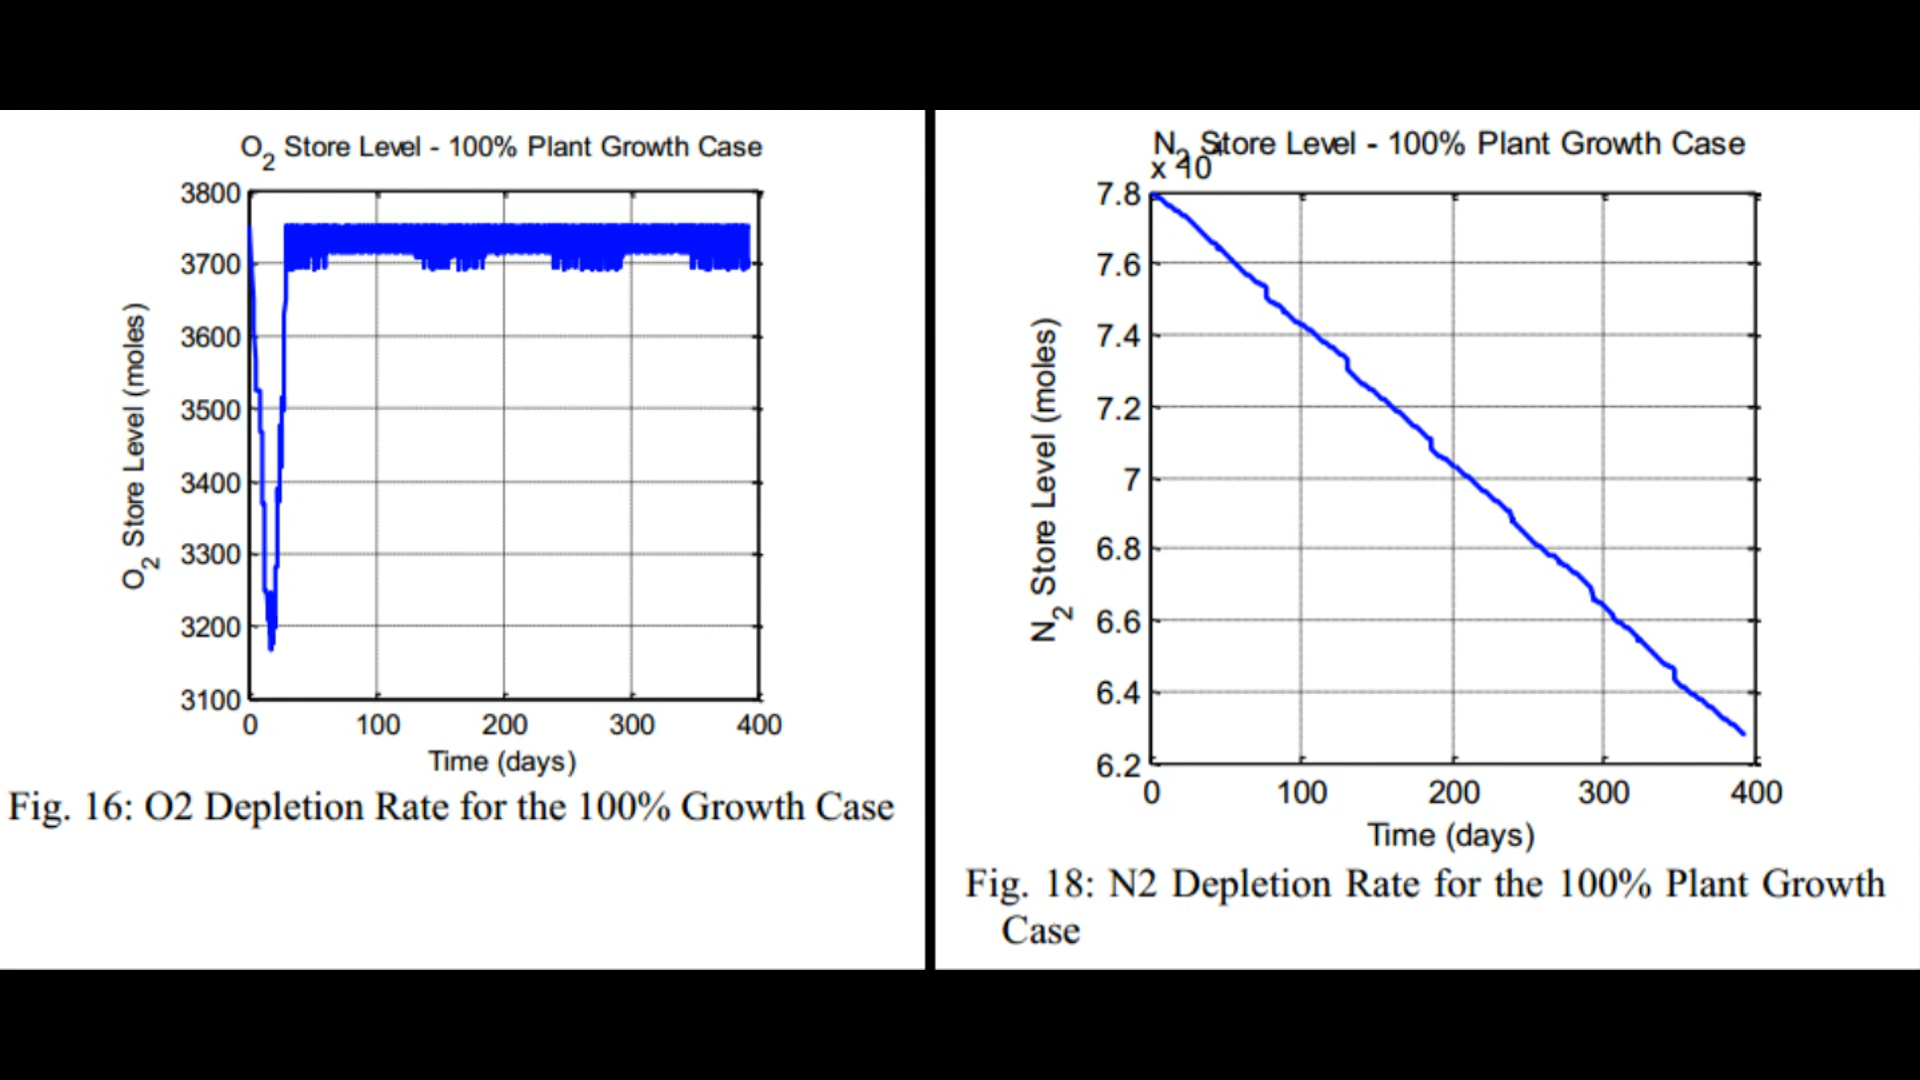 O2 Store Level - 100% Plant Growth Case
3800
3700
3600
3500
3400
3300
3200
3100
O2 Store Level (moles)
0 100 200 300 400
Time (days)
Fig. 16: O2 Depletion Rate for the 100% Growth Case
N2 Store Level - 100% Plant Growth Case
x 10
7.8
7.6
7.4
7.2
7
6.8
6.6
6.4
6.2
N2 Store Level (moles)
0 100 200 300 400
Time (days)
Fig. 18: N2 Depletion Rate for the 100% Plant Growth
Case